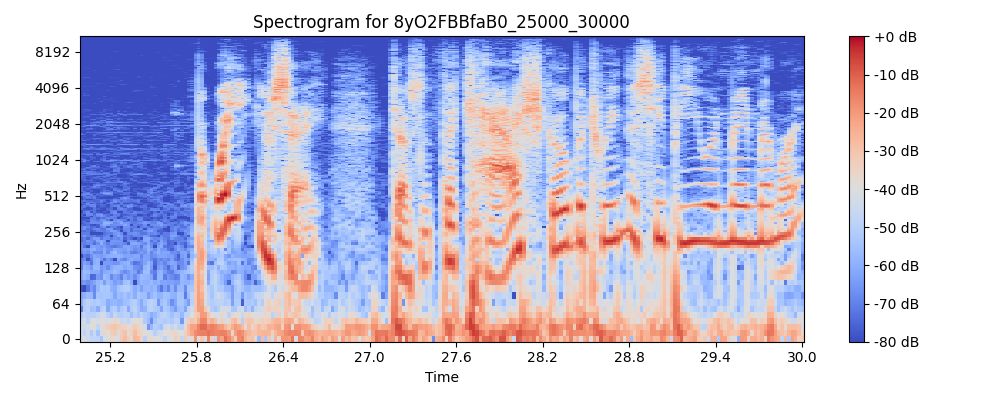 Spectrogram for 8yO2FBBfaB0_25000_30000
Hz
8192
4096
2048
1024
512
256
128
64
0
25.2 25.8 26.4 27.0 27.6 28.2 28.8 29.4 30.0
Time
+0 dB
-10 dB
-20 dB
-30 dB
-40 dB
-50 dB
-60 dB
-70 dB
-80 dB